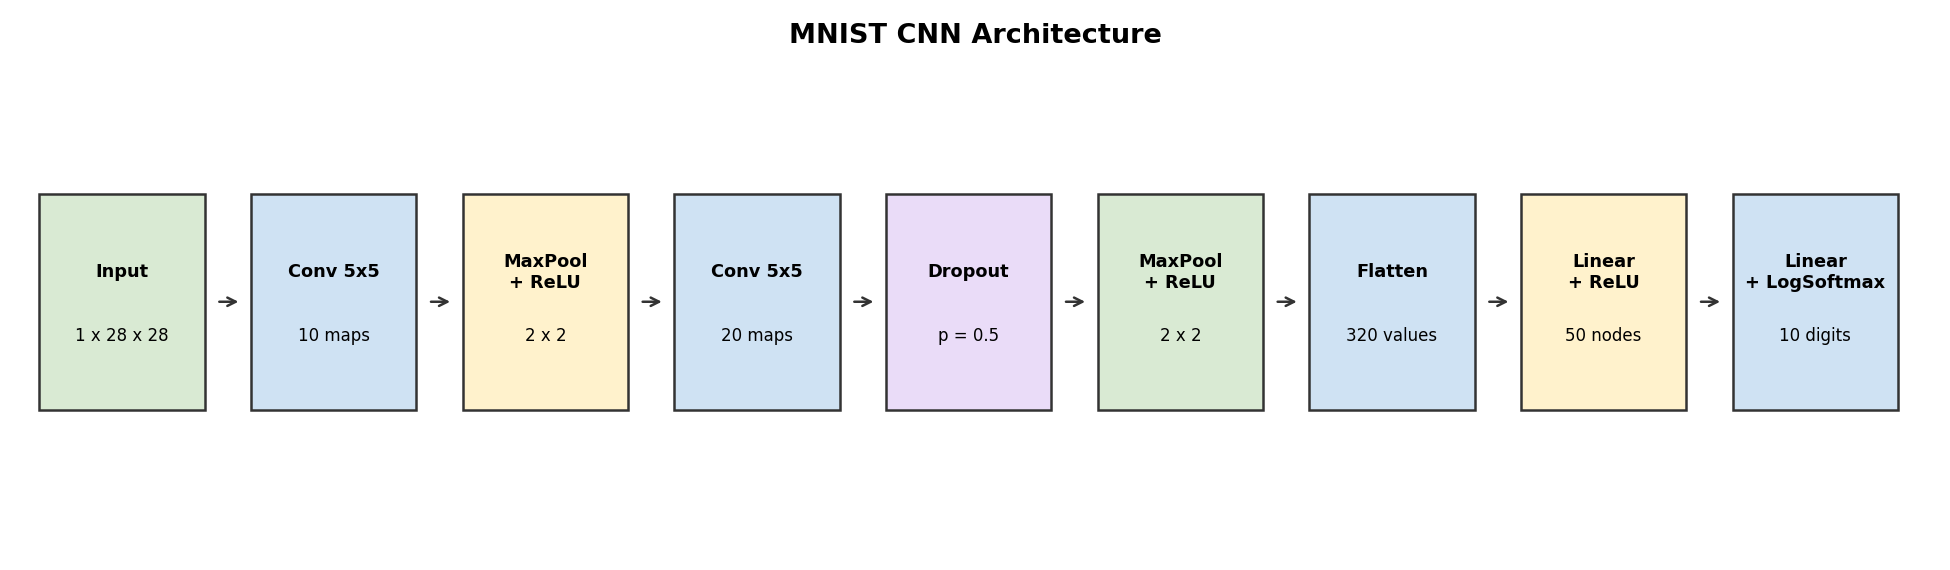 MNIST CNN Architecture
Input
1 x 28 x 28
Conv 5x5
10 maps
MaxPool
+ ReLU
2 x 2
Conv 5x5
20 maps
Dropout
p = 0.5
MaxPool
+ ReLU
2 x 2
Flatten
320 values
Linear
+ ReLU
50 nodes
Linear
+ LogSoftmax
10 digits